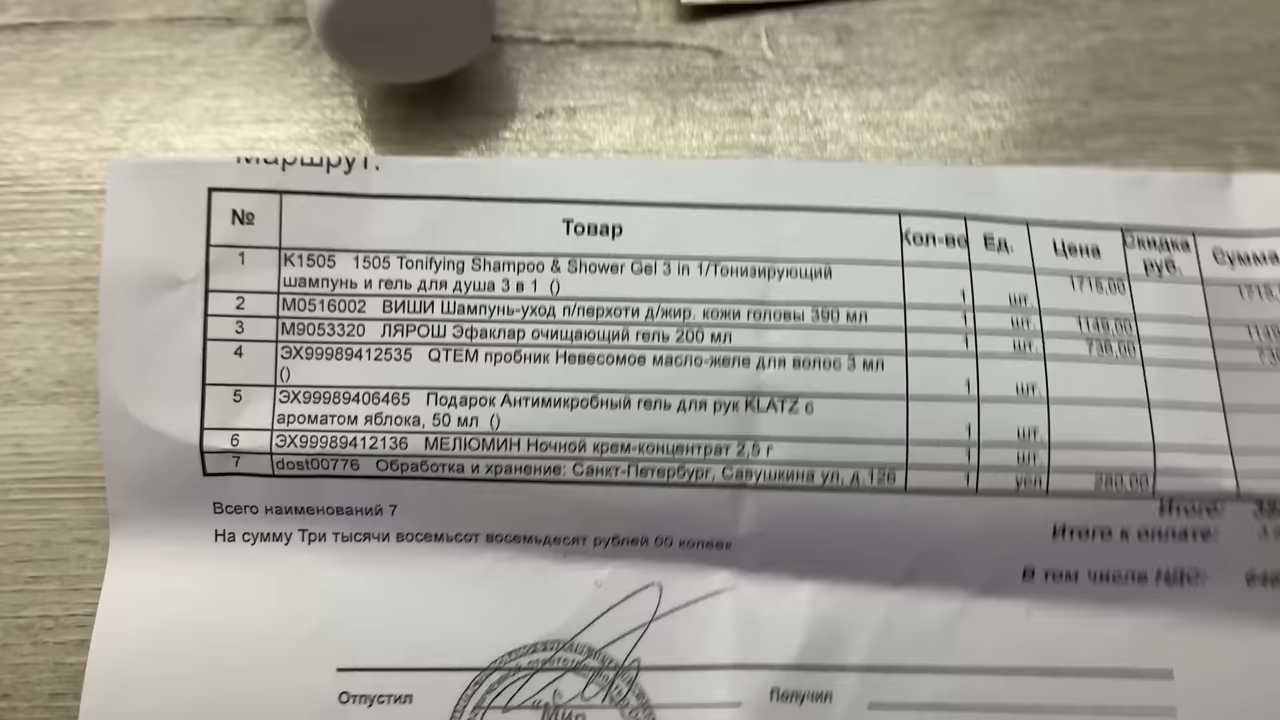 Маршрут:
№ Товар Кол-во Ед. Цена Скидка руб. Сумма
1 K1505 1505 Tonifying Shampoo & Shower Gel 3 in 1/Тонизирующий
шампунь и гель для душа 3 в 1 () 1 шт. 1715,00
2 M0516002 ВИШИ Шампунь-уход п/перхоти д/жир. кожи головы 390 мл 1 шт. 1149,00
3 M9053320 ЛЯРОШ Эфаклар очищающий гель 200 мл 1 шт. 736,00
4 ЭХ99989412535 QTEM пробник Невесомое масло-желе для волос 3 мл
() 1 шт.
5 ЭХ99989406465 Подарок Антимикробный гель для рук KLATZ с
ароматом яблока, 50 мл () 1 шт.
6 ЭХ99989412136 МЕЛЮМИН Ночной крем-концентрат 2,5 г 1 шт.
7 dost00776 Обработка и хранение: Санкт-Петербург, Савушкина ул, д.126 1 усл 280,00
Всего наименований 7
Итого:
На сумму Три тысячи восемьсот восемьдесят рублей 00 копеек
Итого к оплате:
В том числе НДС:
Отпустил Получил